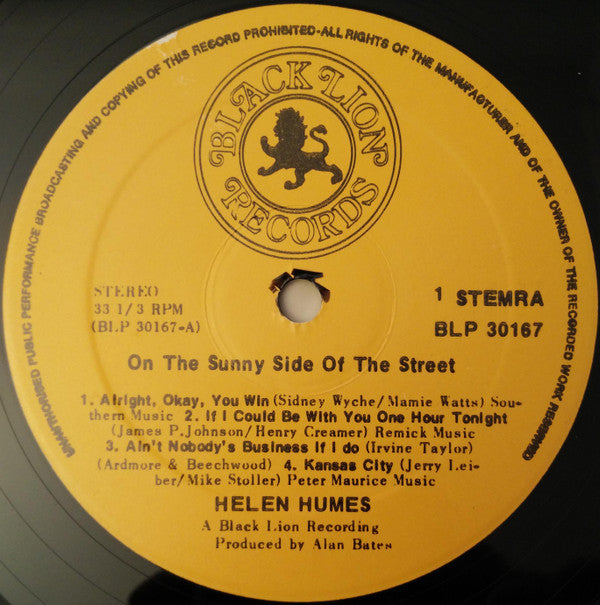 UNAUTHORISED PUBLIC PERFORMANCE BROADCASTING AND COPYING OF THIS RECORD PROHIBITED-ALL RIGHTS OF THE MANUFACTURER AND OF THE OWNER OF THE RECORDED WORK RESERVED
BLACK LION
RECORDS
STEREO
33 1/3 RPM
(BLP 30167-A)
1 STEMRA
BLP 30167
On The Sunny Side Of The Street
1. Alright, Okay, You Win (Sidney Wyche/Mamie Watts) Sou-
thern Music 2. If I Could Be With You One Hour Tonight
(James P.Johnson/Henry Creamer) Remick Music
3. Ain't Nobody's Business If I do (Irvine Taylor)
(Ardmore & Beechwood) 4. Kansas City (Jerry Lei-
ber/Mike Stoller) Peter Maurice Music
HELEN HUMES
A Black Lion Recording
Produced by Alan Bates